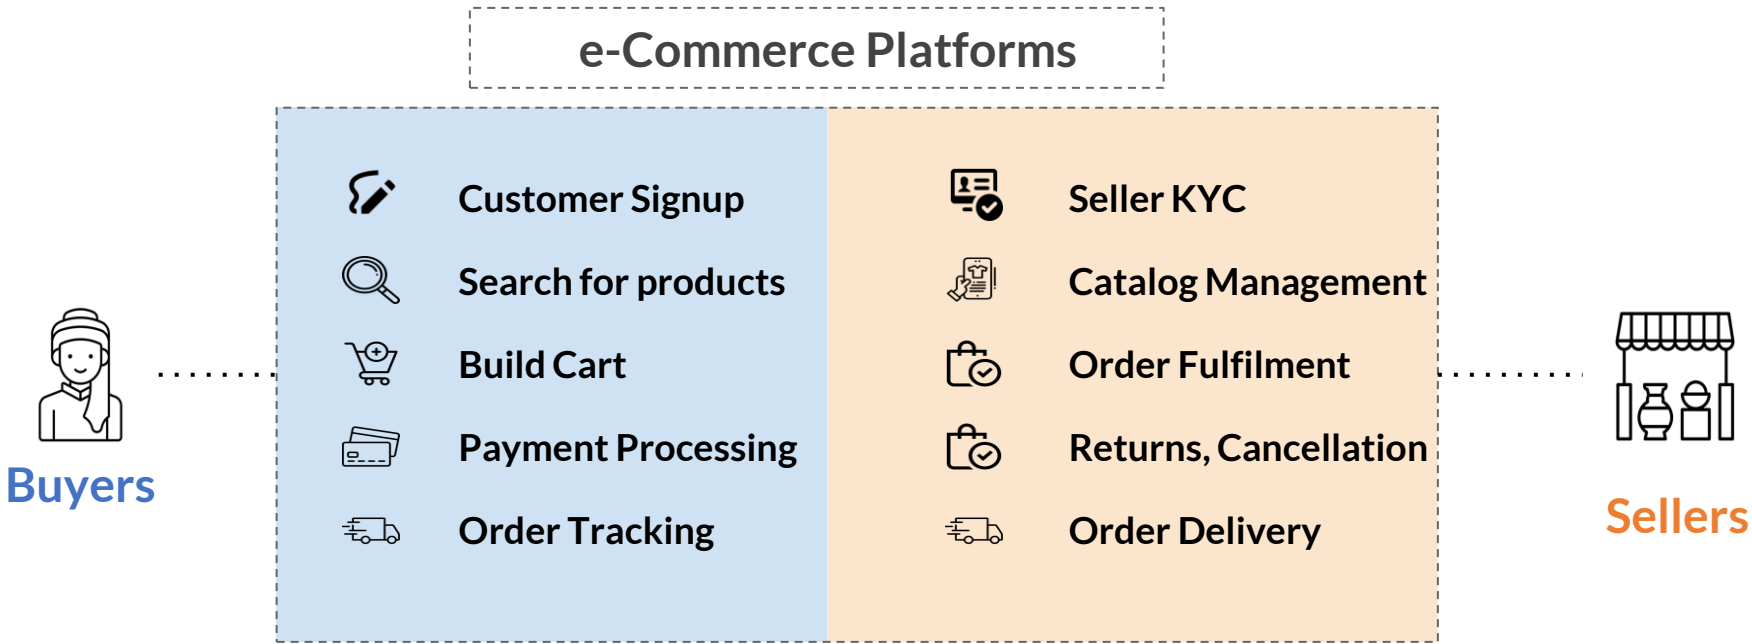 e-Commerce Platforms
Customer Signup
Search for products
Build Cart
Payment Processing
Order Tracking
Seller KYC
Catalog Management
Order Fulfilment
Returns, Cancellation
Order Delivery
Buyers
Sellers